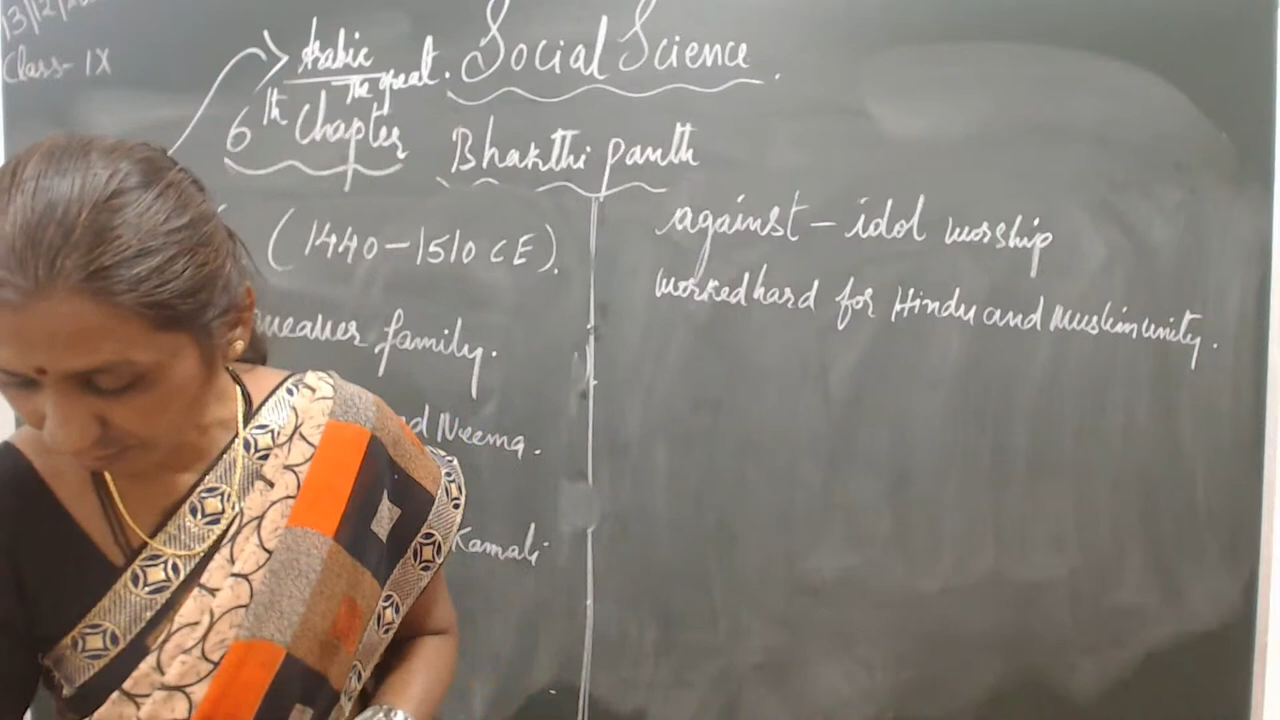 13/12/
Class-IX
Arabic
The great.
Social Science.
6th Chapter
Bhakthi panth
(1440-1510 CE).
weaver family.
nd Neema.
Kamali
against - idol worship
worked hard for Hindu and Muslim unity.